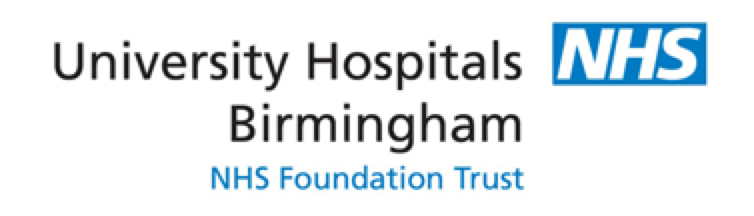 University Hospitals NHS
Birmingham
NHS Foundation Trust